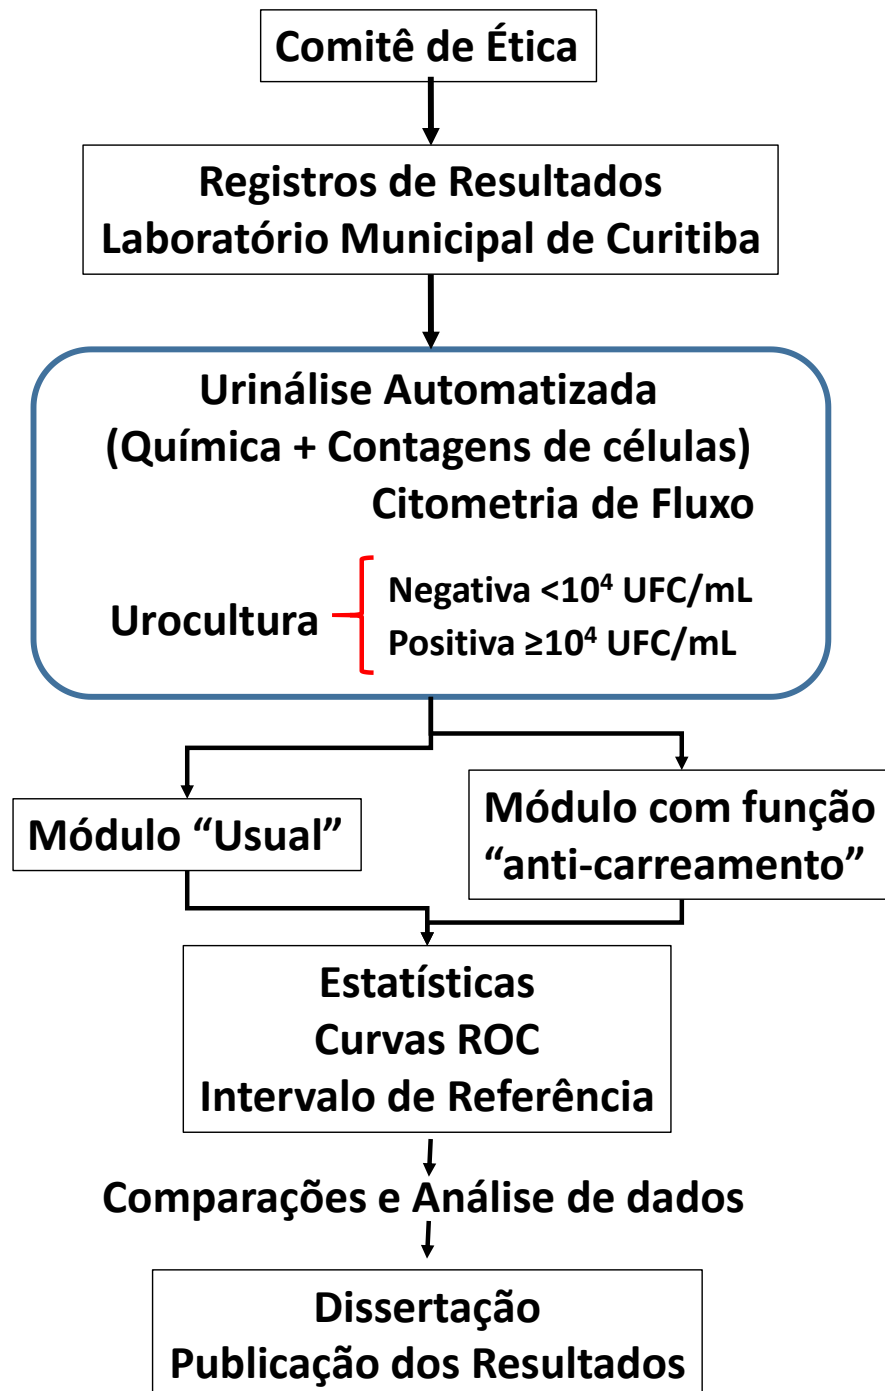 Comitê de Ética
Registros de Resultados
Laboratório Municipal de Curitiba
Urinálise Automatizada
(Química + Contagens de células)
Citometria de Fluxo
Urocultura
Negativa <10⁴ UFC/mL
Positiva ≥10⁴ UFC/mL
Módulo “Usual”
Módulo com função
“anti-carreamento”
Estatísticas
Curvas ROC
Intervalo de Referência
Comparações e Análise de dados
Dissertação
Publicação dos Resultados